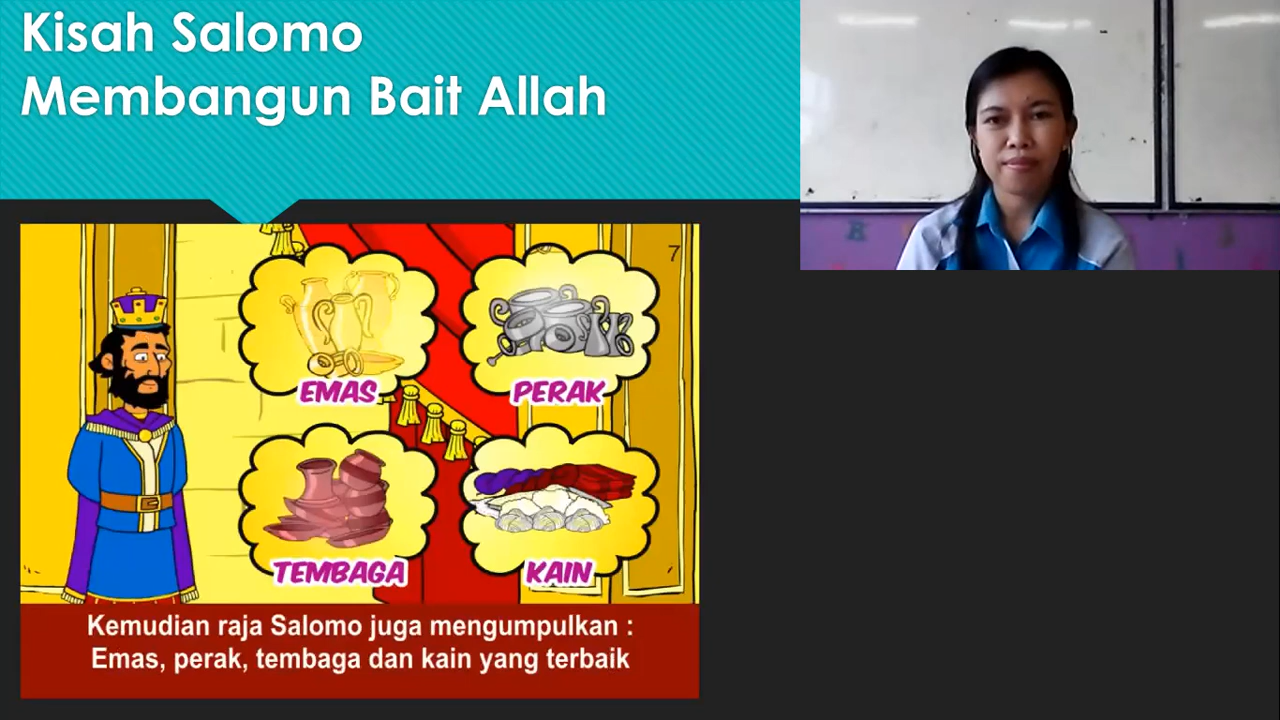 Kisah Salomo
Membangun Bait Allah
7
EMAS
PERAK
TEMBAGA
KAIN
Kemudian raja Salomo juga mengumpulkan :
Emas, perak, tembaga dan kain yang terbaik